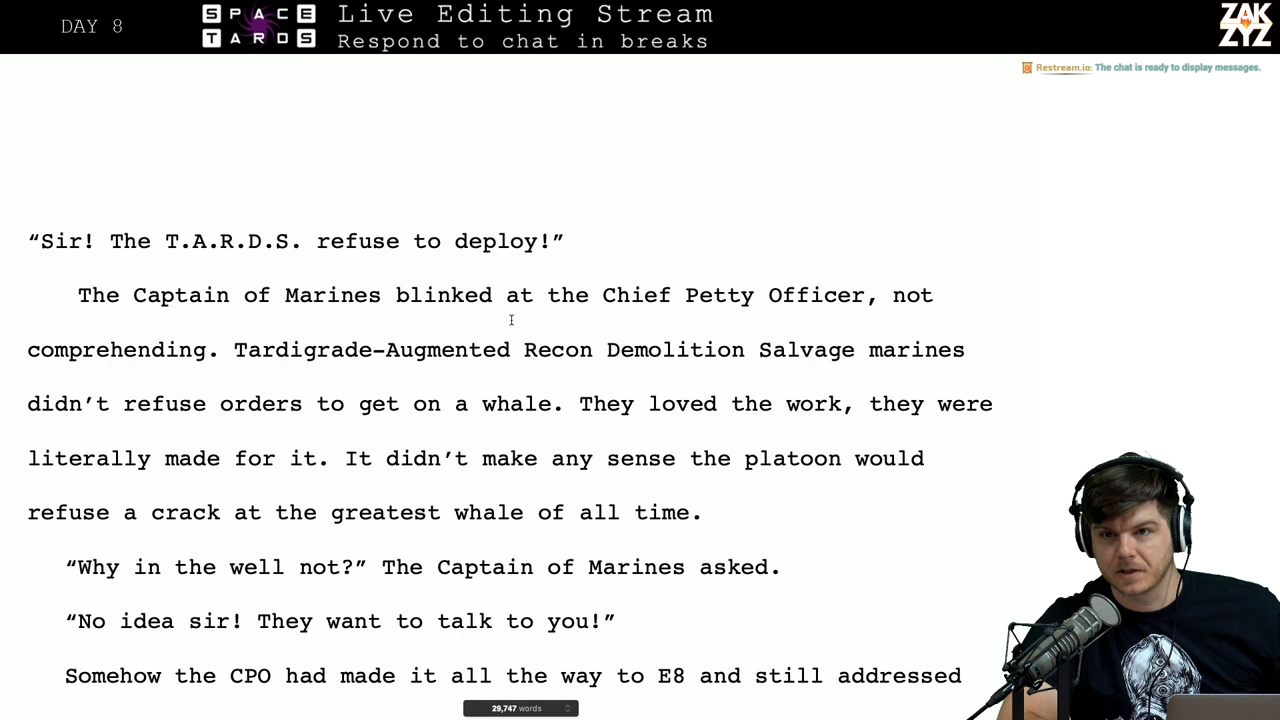 DAY 8
SPACE
TARDS
Live Editing Stream
Respond to chat in breaks
ZAK
ZYZ
Restream.io: The chat is ready to display messages.
“Sir! The T.A.R.D.S. refuse to deploy!”
The Captain of Marines blinked at the Chief Petty Officer, not
comprehending. Tardigrade-Augmented Recon Demolition Salvage marines
didn’t refuse orders to get on a whale. They loved the work, they were
literally made for it. It didn’t make any sense the platoon would
refuse a crack at the greatest whale of all time.
“Why in the well not?” The Captain of Marines asked.
“No idea sir! They want to talk to you!”
Somehow the CPO had made it all the way to E8 and still addressed
29,747 words